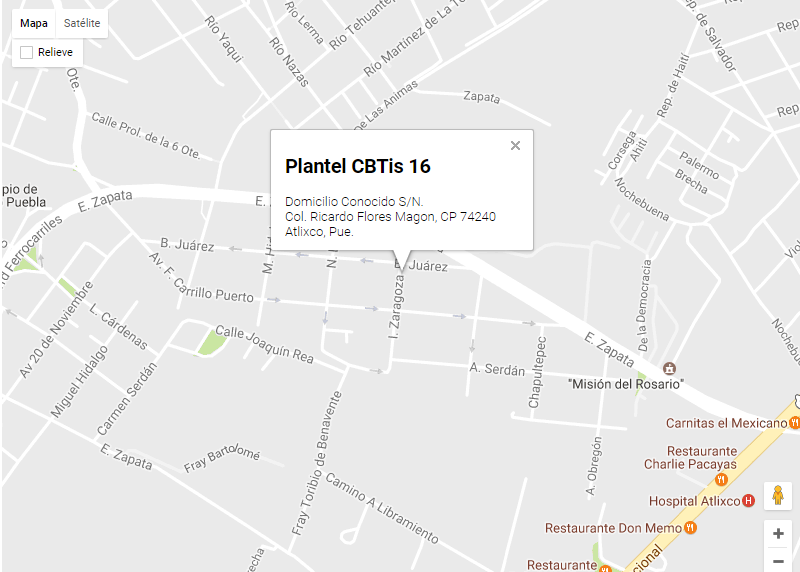 Mapa
Satélite
Relieve
Río Yaqui
Río Lerma
Río Nazas
Río Tehuantepec
Río Martínez de La Torre
De Las Animas
Zapata
Rep. de Salvador
Rep. de Haití
Rep.
Corsega
Ahiti
Palermo
Brecha
Nochebuena
Viol
Ote.
Calle Prol. de la 6 Ote.
Plantel CBTis 16
Domicilio Conocido S/N.
Col. Ricardo Flores Magon, CP 74240
Atlixco, Pue.
pio de
Puebla
E. Zapata
E.
rd Ferrocarriles
B. Juárez
M. Hid
N.
B. Juárez
Av. F. Carrillo Puerto
I. Zaragoza
De la Democracia
Av 20 de Noviembre
L. Cárdenas
Miguel Hidalgo
Carmen Serdán
Calle Joaquín Rea
A. Serdán
Chapultepec
E. Zapata
Nochebuena
"Misión del Rosario"
Carnitas el Mexicano
Restaurante
Charlie Pacayas
Hospital Atlixco
Restaurante Don Memo
Restaurante
cional
A. Obregón
E. Zapata
Fray Bartolomé
Fray Toribio de Benavente
Camino A Libramiento
echa